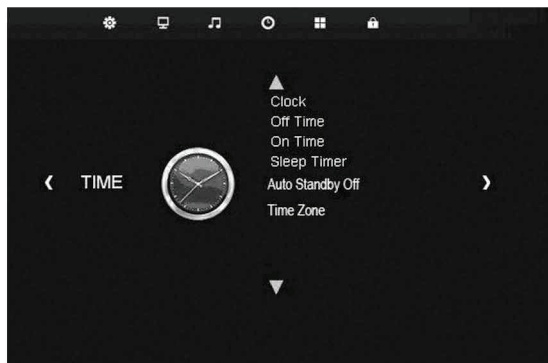 Clock
Off Time
On Time
Sleep Timer
TIME
Auto Standby Off
Time Zone